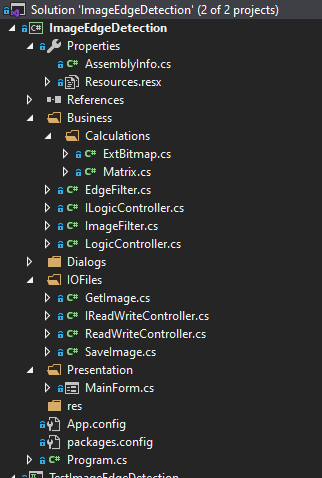 Solution 'ImageEdgeDetection' (2 of 2 projects)
C# ImageEdgeDetection
Properties
C# AssemblyInfo.cs
Resources.resx
References
Business
Calculations
C# ExtBitmap.cs
C# Matrix.cs
C# EdgeFilter.cs
C# ILogicController.cs
C# ImageFilter.cs
C# LogicController.cs
Dialogs
IOFiles
C# GetImage.cs
C# IReadWriteController.cs
C# ReadWriteController.cs
C# SaveImage.cs
Presentation
MainForm.cs
res
App.config
packages.config
C# Program.cs
TestImageEdgeDetection